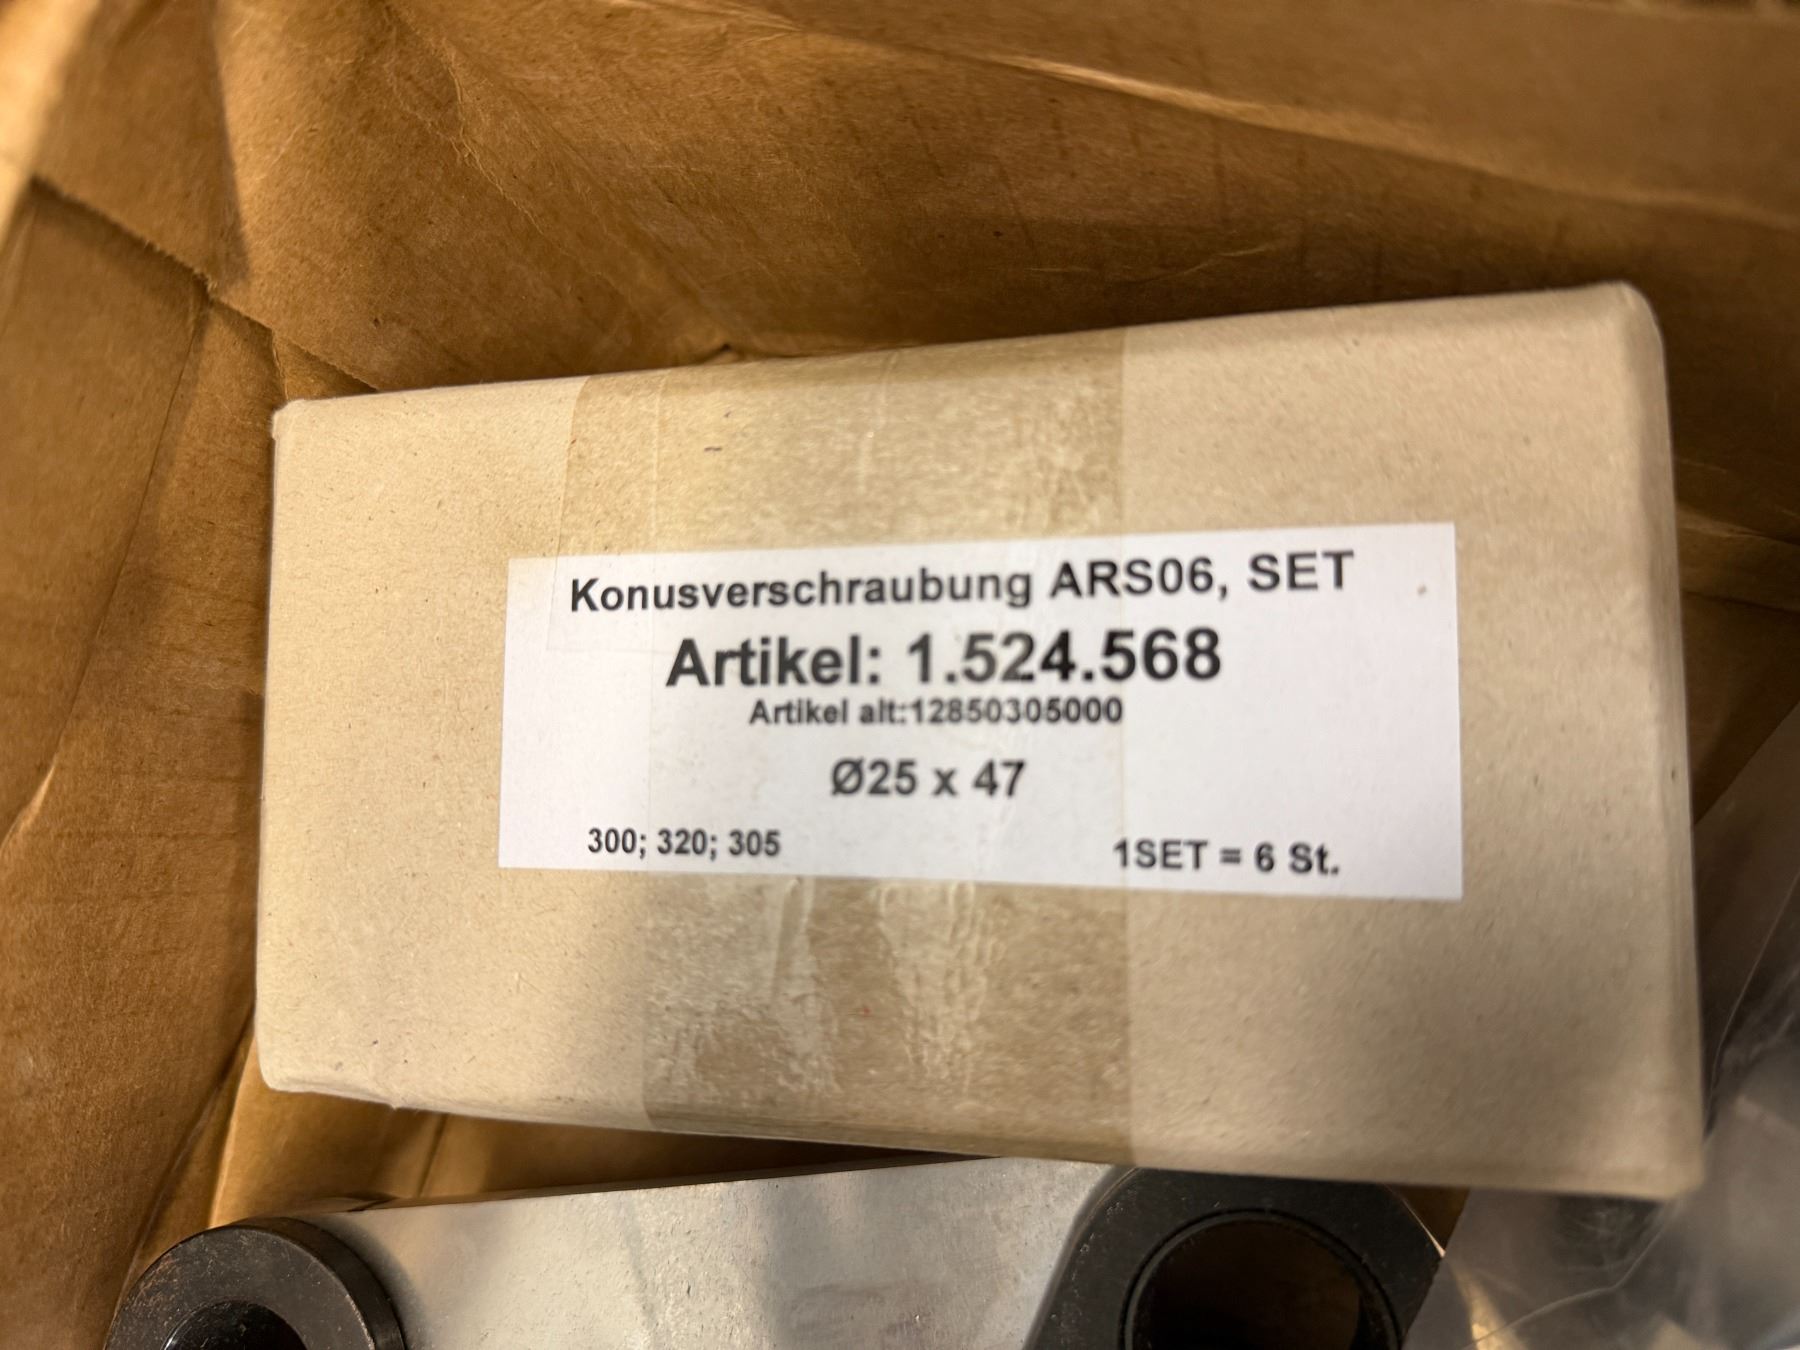 Konusverschraubung ARS06, SET
Artikel: 1.524.568
Artikel alt:12850305000
Ø25 x 47
300; 320; 305
1SET = 6 St.